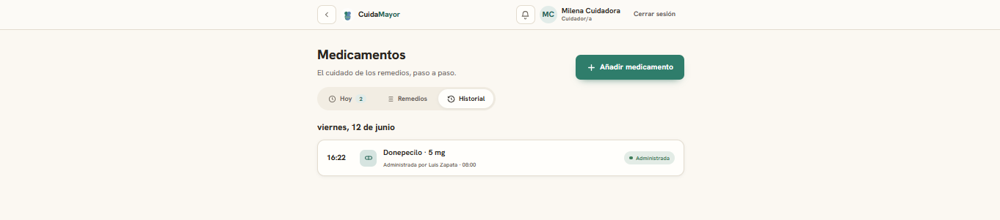 CuidaMayor
MC
Milena Cuidadora
Cuidador/a
Cerrar sesión
Medicamentos
El cuidado de los remedios, paso a paso.
+ Añadir medicamento
Hoy 2
Remedios
Historial
viernes, 12 de junio
16:22
Donepecilo · 5 mg
Administrada por Luis Zapata · 08:00
Administrada